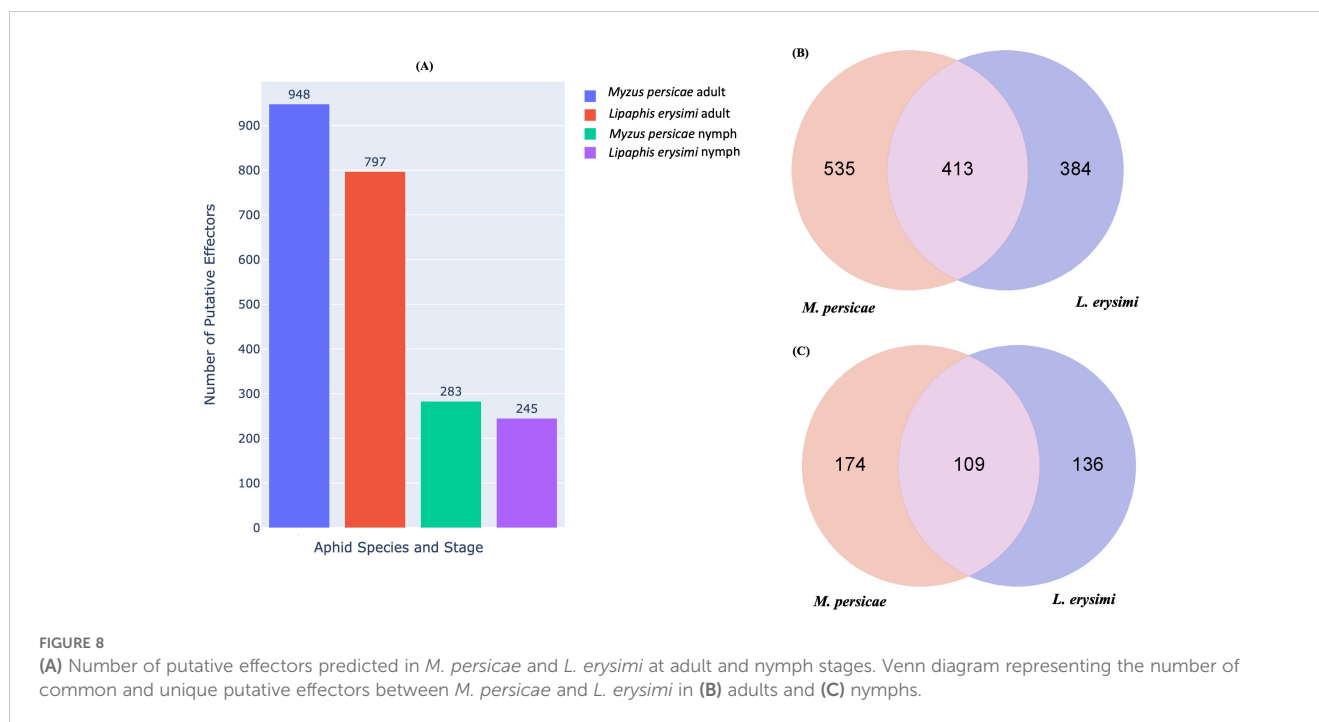 (A)
948
797
283
245
900
800
700
600
500
400
300
200
100
0
Number of Putative Effectors
Aphid Species and Stage
Myzus persicae adult
Lipaphis erysimi adult
Myzus persicae nymph
Lipaphis erysimi nymph
(B)
535 413 384
M. persicae L. erysimi
(C)
174 109 136
M. persicae L. erysimi
FIGURE 8
(A) Number of putative effectors predicted in M. persicae and L. erysimi at adult and nymph stages. Venn diagram representing the number of
common and unique putative effectors between M. persicae and L. erysimi in (B) adults and (C) nymphs.